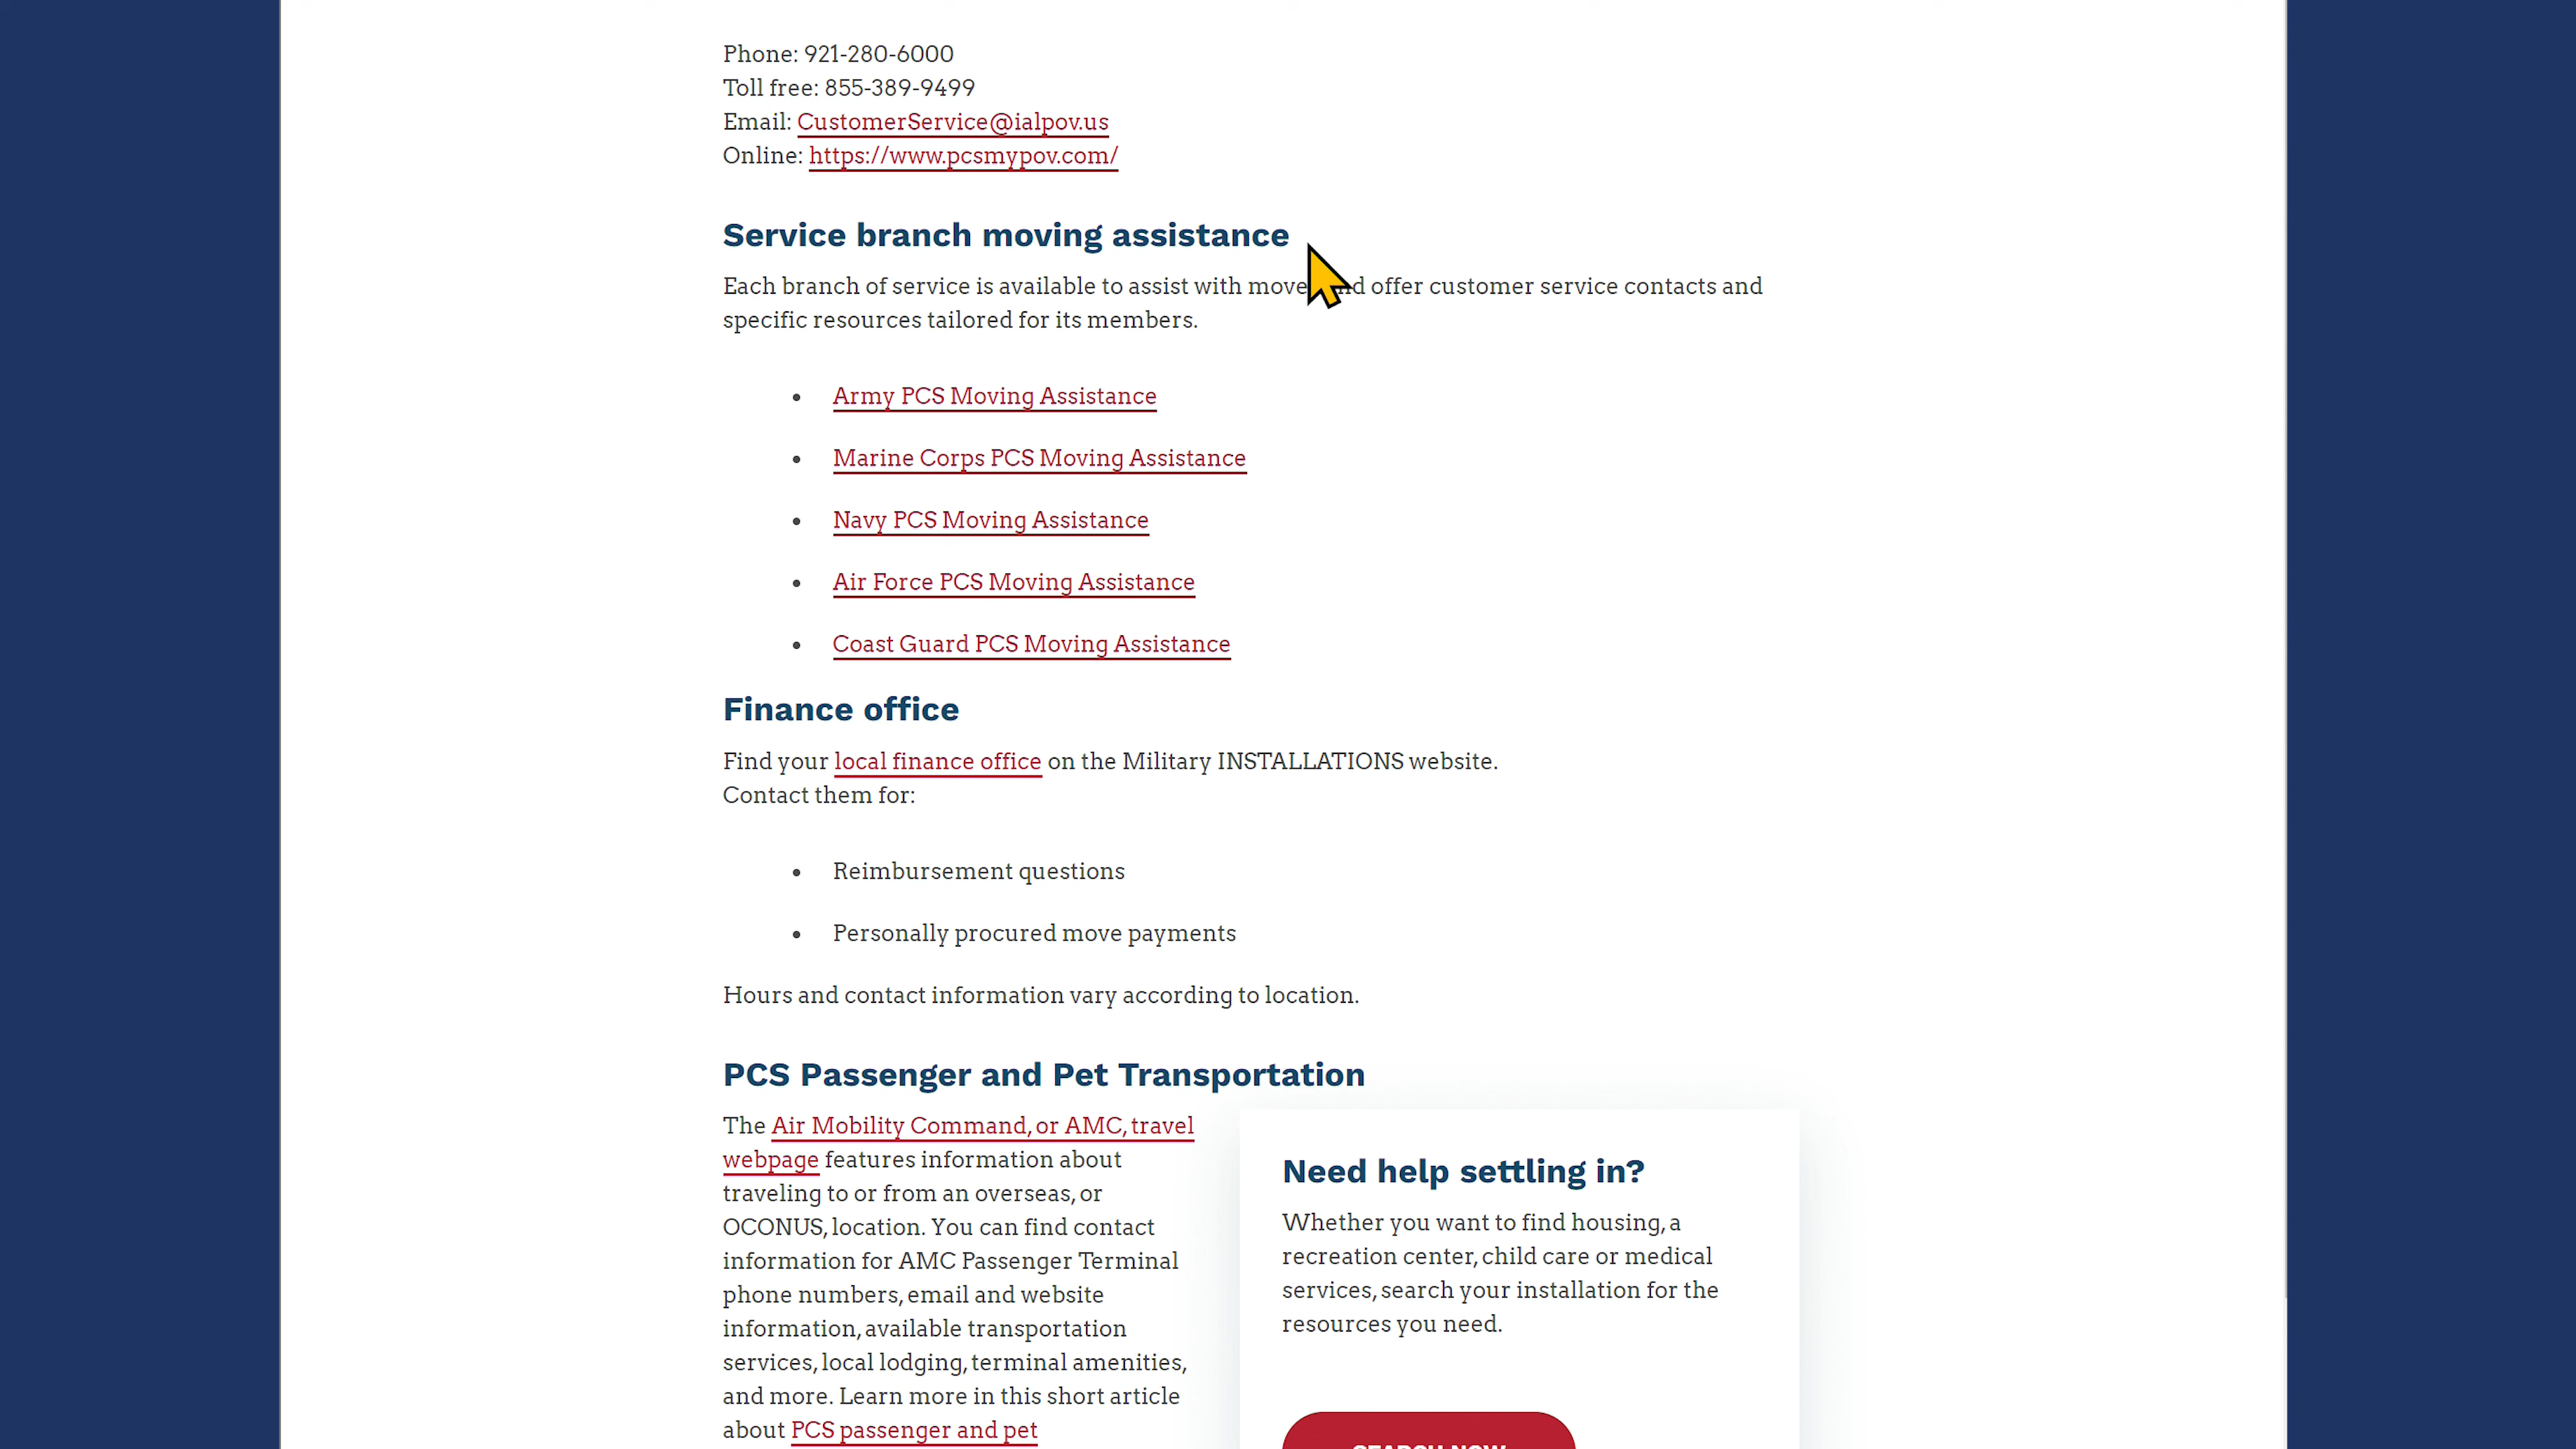 Phone: 921-280-6000
Toll free: 855-389-9499
Email: CustomerService@ialpov.us
Online: https://www.pcsmypov.com/
Service branch moving assistance
Each branch of service is available to assist with move nd offer customer service contacts and
specific resources tailored for its members.
• Army PCS Moving Assistance
• Marine Corps PCS Moving Assistance
• Navy PCS Moving Assistance
• Air Force PCS Moving Assistance
• Coast Guard PCS Moving Assistance
Finance office
Find your local finance office on the Military INSTALLATIONS website.
Contact them for:
• Reimbursement questions
• Personally procured move payments
Hours and contact information vary according to location.
PCS Passenger and Pet Transportation
The Air Mobility Command, or AMC, travel
webpage features information about
traveling to or from an overseas, or
OCONUS, location. You can find contact
information for AMC Passenger Terminal
phone numbers, email and website
information, available transportation
services, local lodging, terminal amenities,
and more. Learn more in this short article
about PCS passenger and pet
Need help settling in?
Whether you want to find housing, a
recreation center, child care or medical
services, search your installation for the
resources you need.
SEARCH NOW